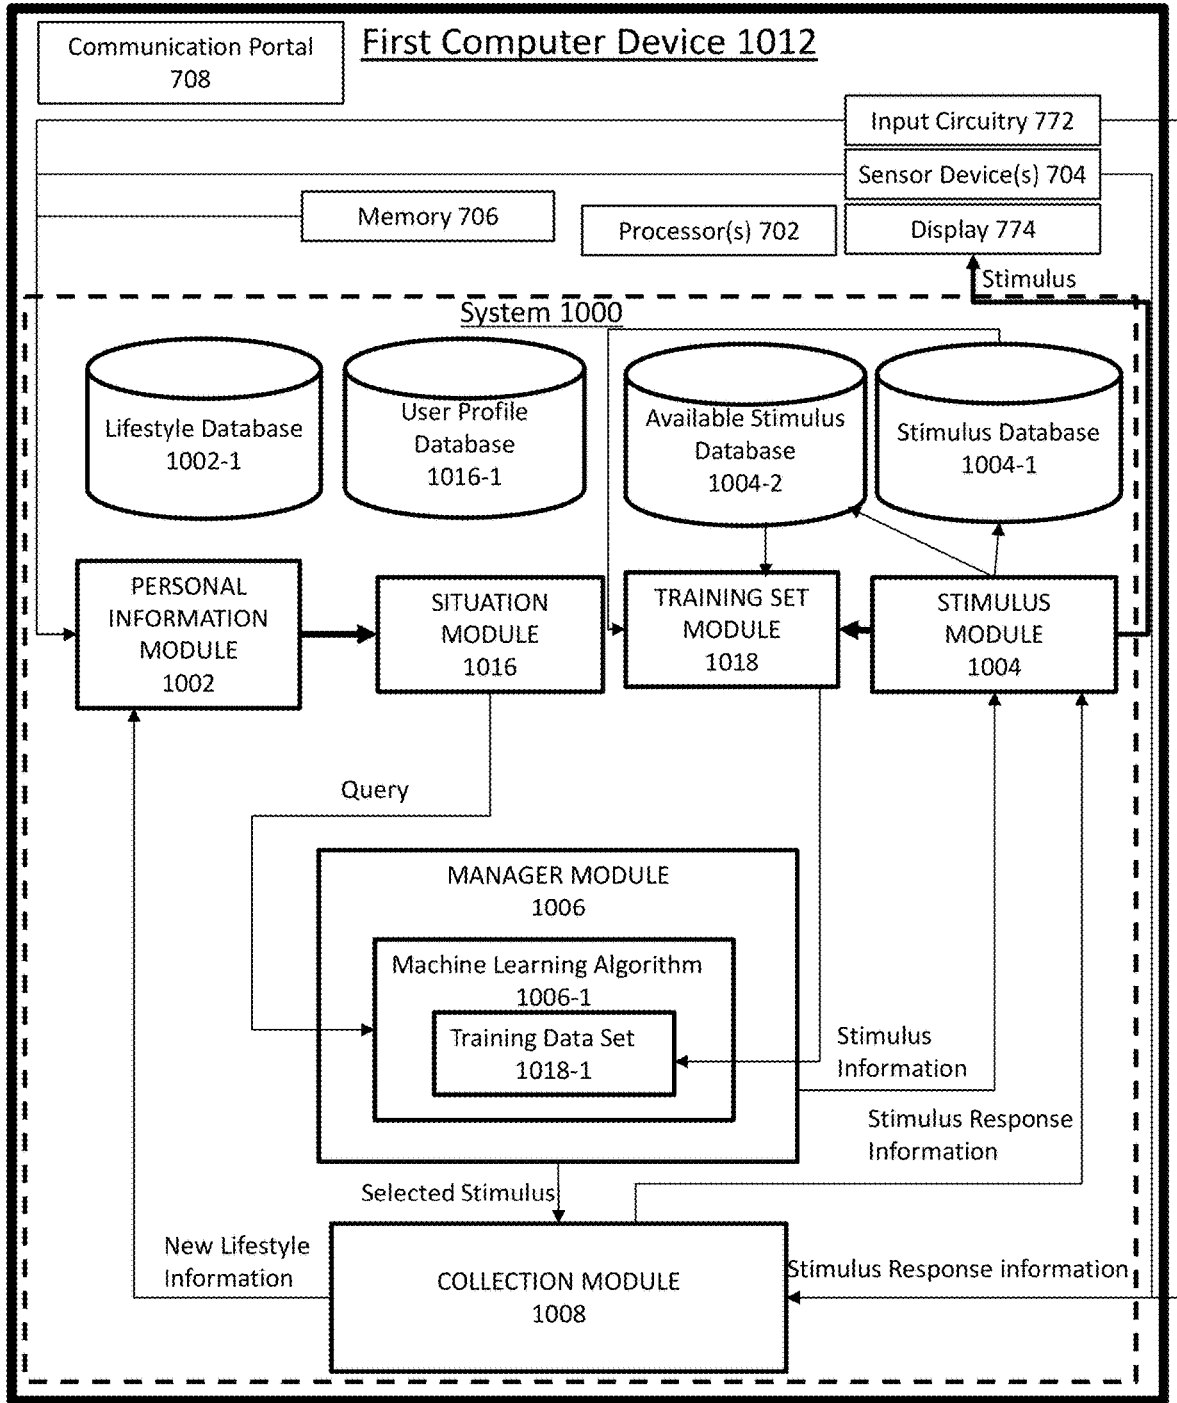 Communication Portal
708
First Computer Device 1012
Input Circuitry 772
Sensor Device(s) 704
Memory 706
Processor(s) 702
Display 774
Stimulus
System 1000
Lifestyle Database
1002-1
User Profile
Database
1016-1
Available Stimulus
Database
1004-2
Stimulus Database
1004-1
PERSONAL
INFORMATION
MODULE
1002
SITUATION
MODULE
1016
TRAINING SET
MODULE
1018
STIMULUS
MODULE
1004
Query
MANAGER MODULE
1006
Machine Learning Algorithm
1006-1
Training Data Set
1018-1
Stimulus
Information
Stimulus Response
Information
Selected Stimulus
New Lifestyle
Information
COLLECTION MODULE
1008
Stimulus Response information